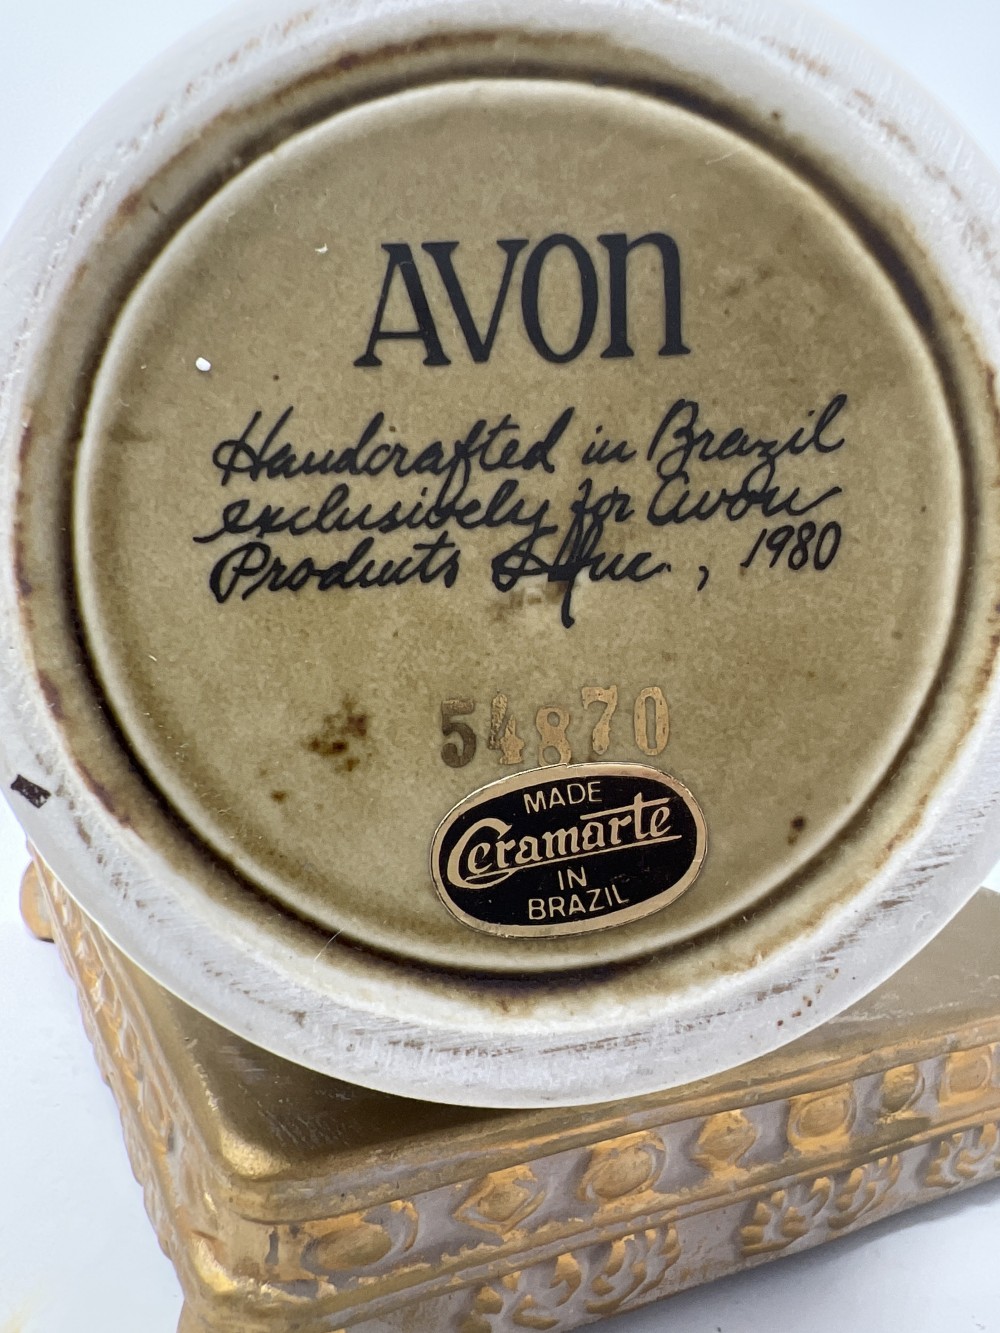 AVON
Handcrafted in Brazil
exclusively for Avon
Products Inc., 1980
54870
MADE
Ceramarte
IN
BRAZIL